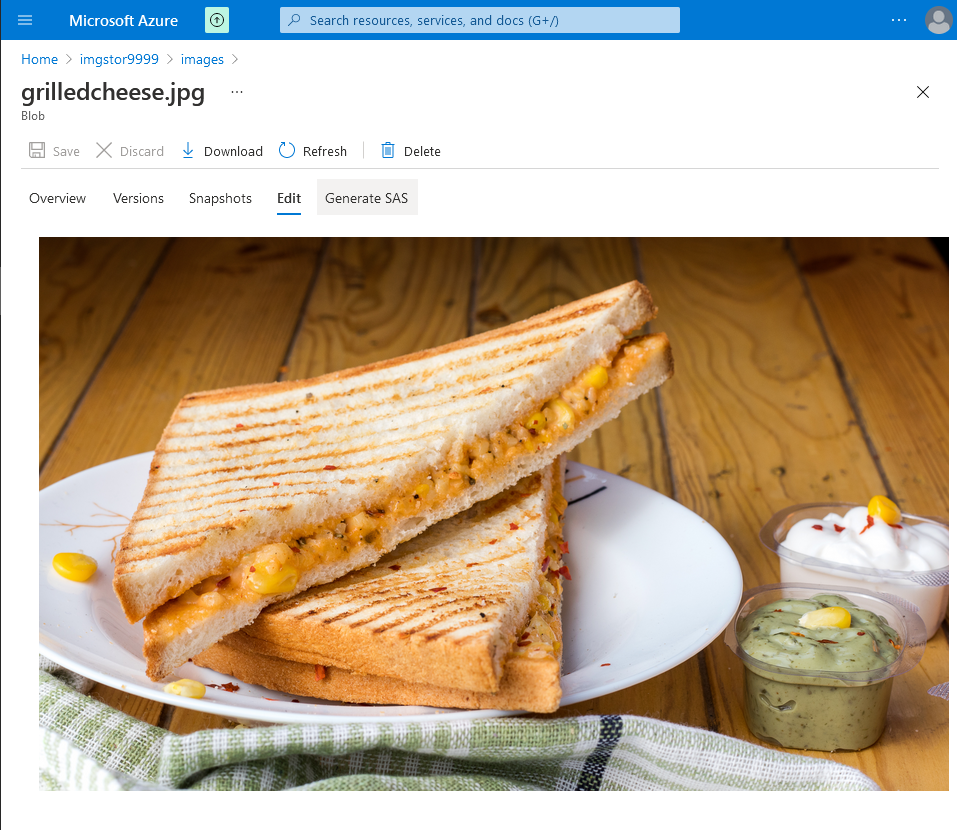 Microsoft Azure
Search resources, services, and docs (G+/)
Home > imgstor9999 > images >
grilledcheese.jpg ...
Blob
Save Discard Download Refresh Delete
Overview Versions Snapshots Edit Generate SAS